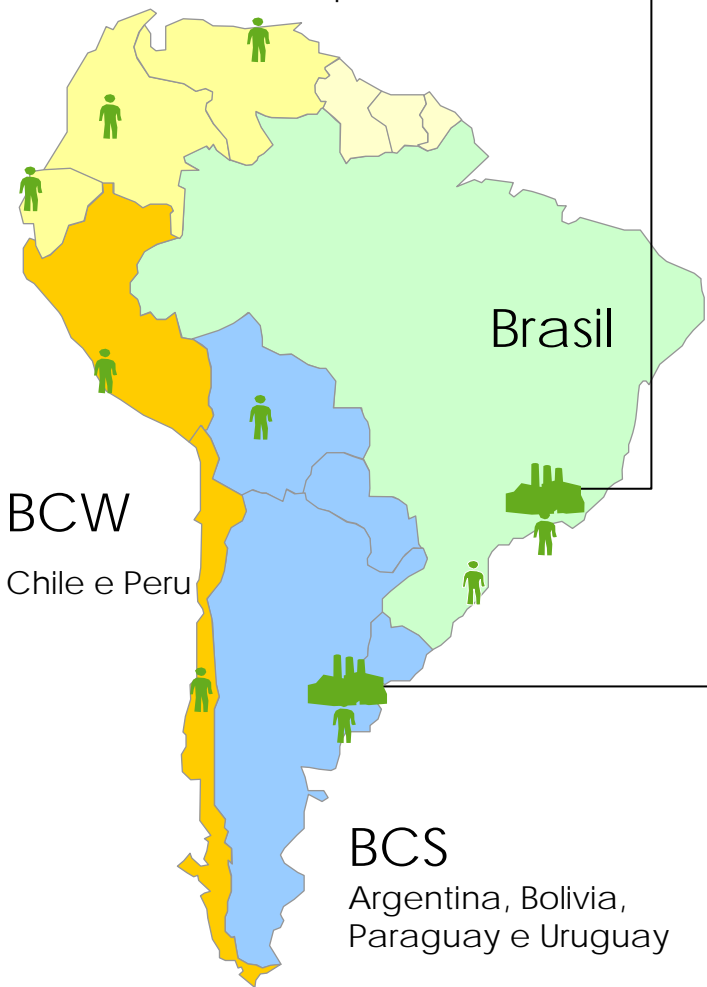 Brasil
BCW
Chile e Peru
BCS
Argentina, Bolivia,
Paraguay e Uruguay